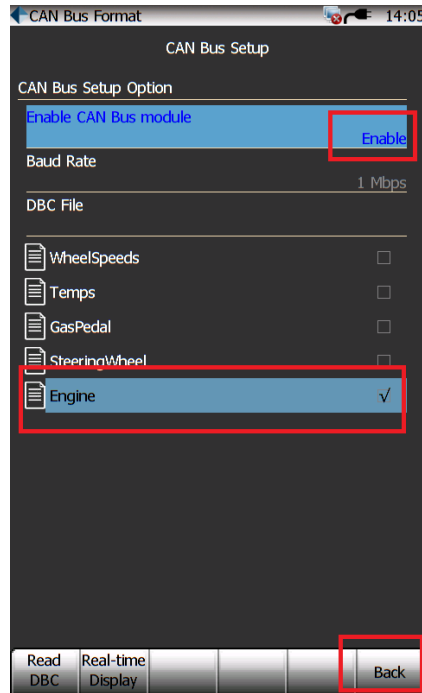 CAN Bus Format 14:05
CAN Bus Setup
CAN Bus Setup Option
Enable CAN Bus module
Enable
Baud Rate
1 Mbps
DBC File
WheelSpeeds
Temps
GasPedal
SteeringWheel
Engine √
Read Real-time
DBC Display Back